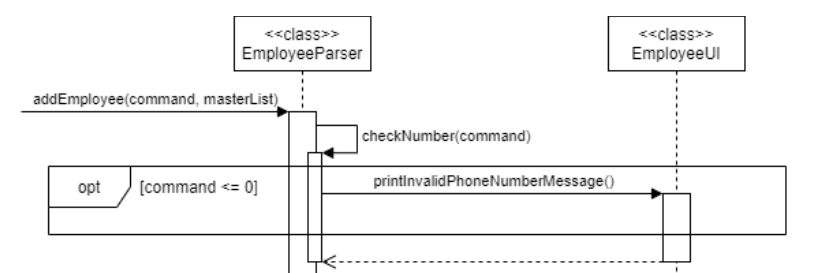 <<class>>
EmployeeParser
<<class>>
EmployeeUI
addEmployee(command, masterList)
checkNumber(command)
opt
[command <= 0]
printInvalidPhoneNumberMessage()